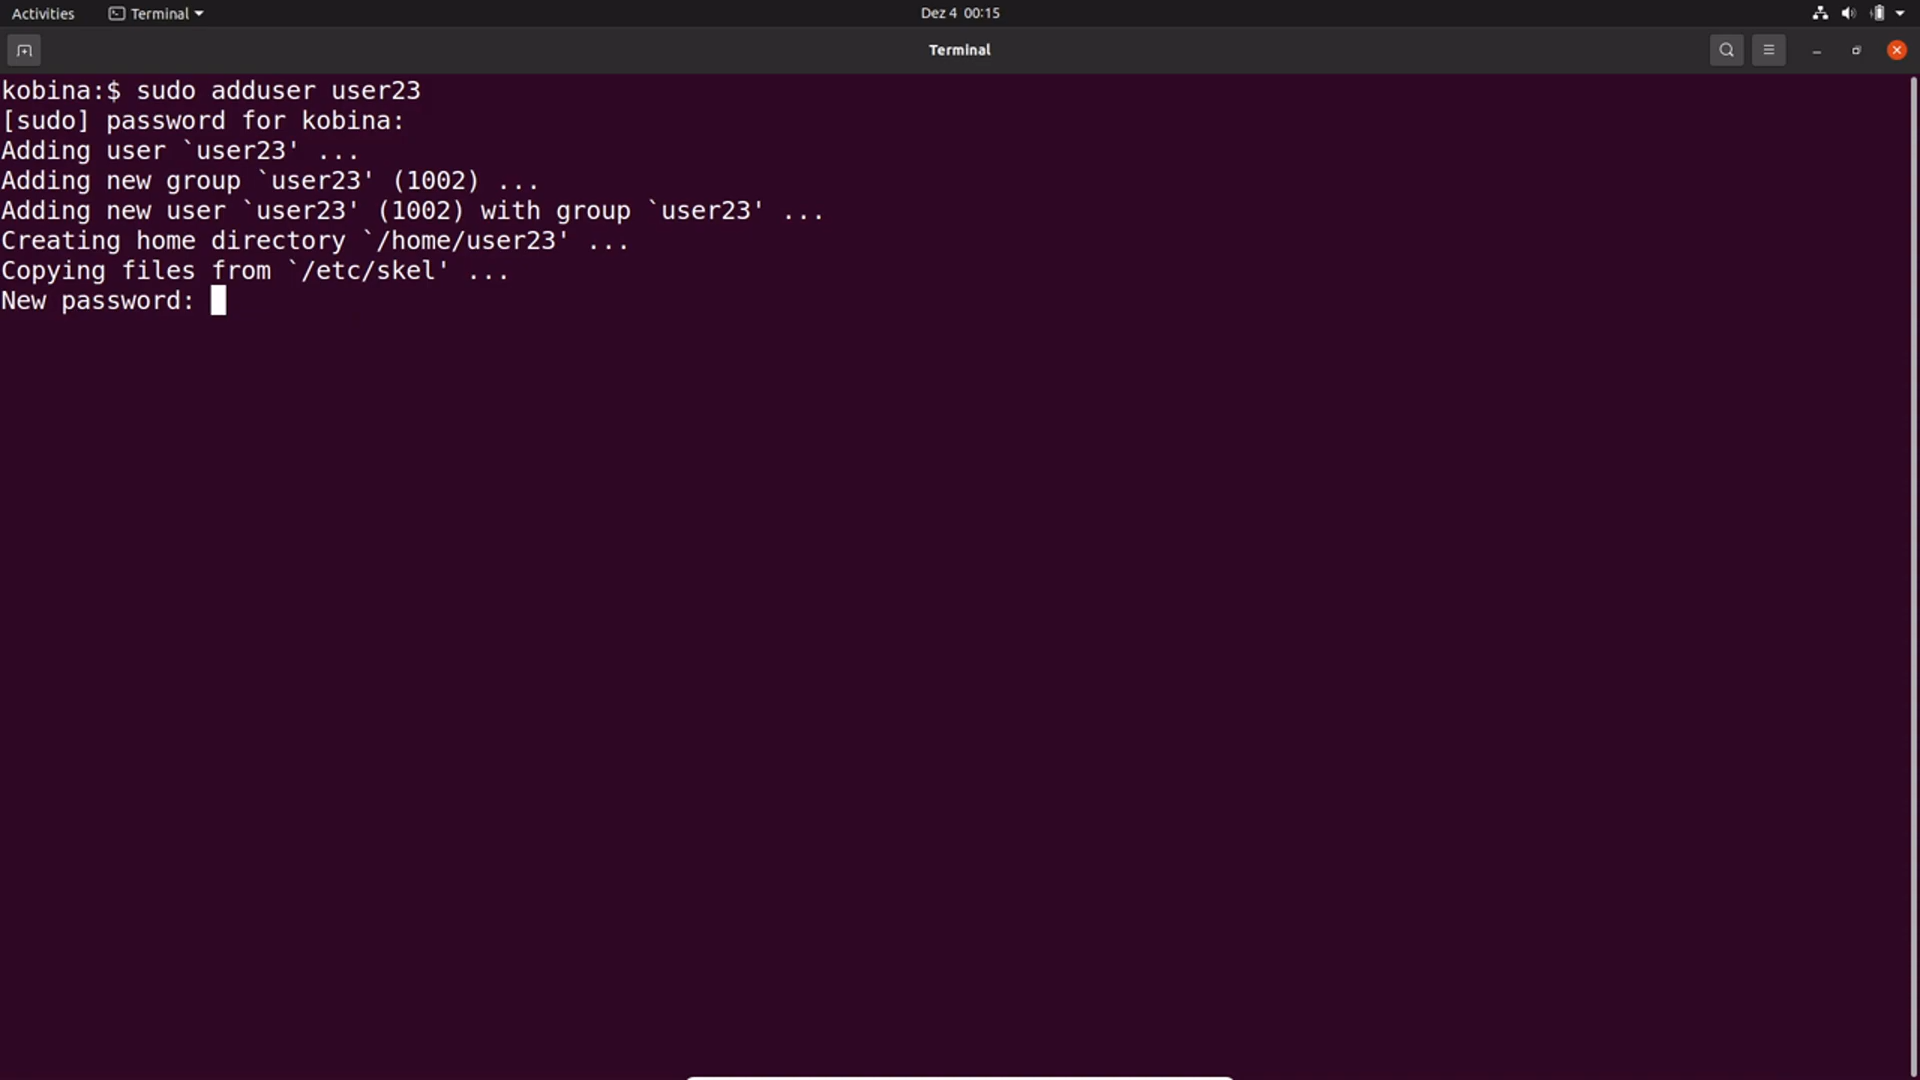 Activities
Terminal
Dez 4 00:15
Terminal
kobina:$ sudo adduser user23
[sudo] password for kobina:
Adding user `user23' ...
Adding new group `user23' (1002) ...
Adding new user `user23' (1002) with group `user23' ...
Creating home directory `/home/user23' ...
Copying files from `/etc/skel' ...
New password: